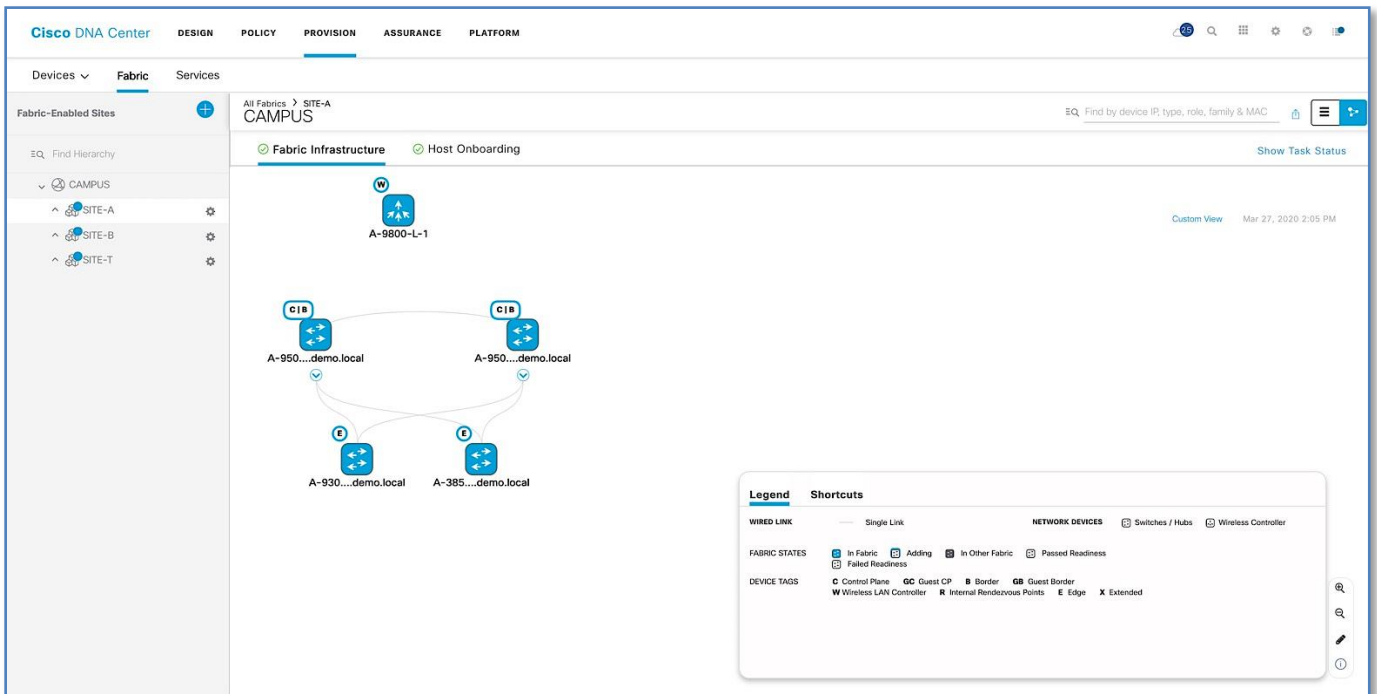 Cisco DNA Center DESIGN POLICY PROVISION ASSURANCE PLATFORM 25
Devices Fabric Services
Fabric-Enabled Sites
All Fabrics > SITE-A
CAMPUS
Find by device IP, type, role, family & MAC
Find Hierarchy
Fabric Infrastructure Host Onboarding Show Task Status
CAMPUS
SITE-A
SITE-B
SITE-T
Custom View Mar 27, 2020 2:05 PM
W
A-9800-L-1
C|B C|B
A-950....demo.local A-950....demo.local
E E
A-930....demo.local A-385....demo.local
Legend Shortcuts
WIRED LINK Single Link NETWORK DEVICES Switches / Hubs Wireless Controller
FABRIC STATES In Fabric Adding In Other Fabric Passed Readiness
Failed Readiness
DEVICE TAGS C Control Plane GC Guest CP B Border GB Guest Border
W Wireless LAN Controller R Internal Rendezvous Points E Edge X Extended